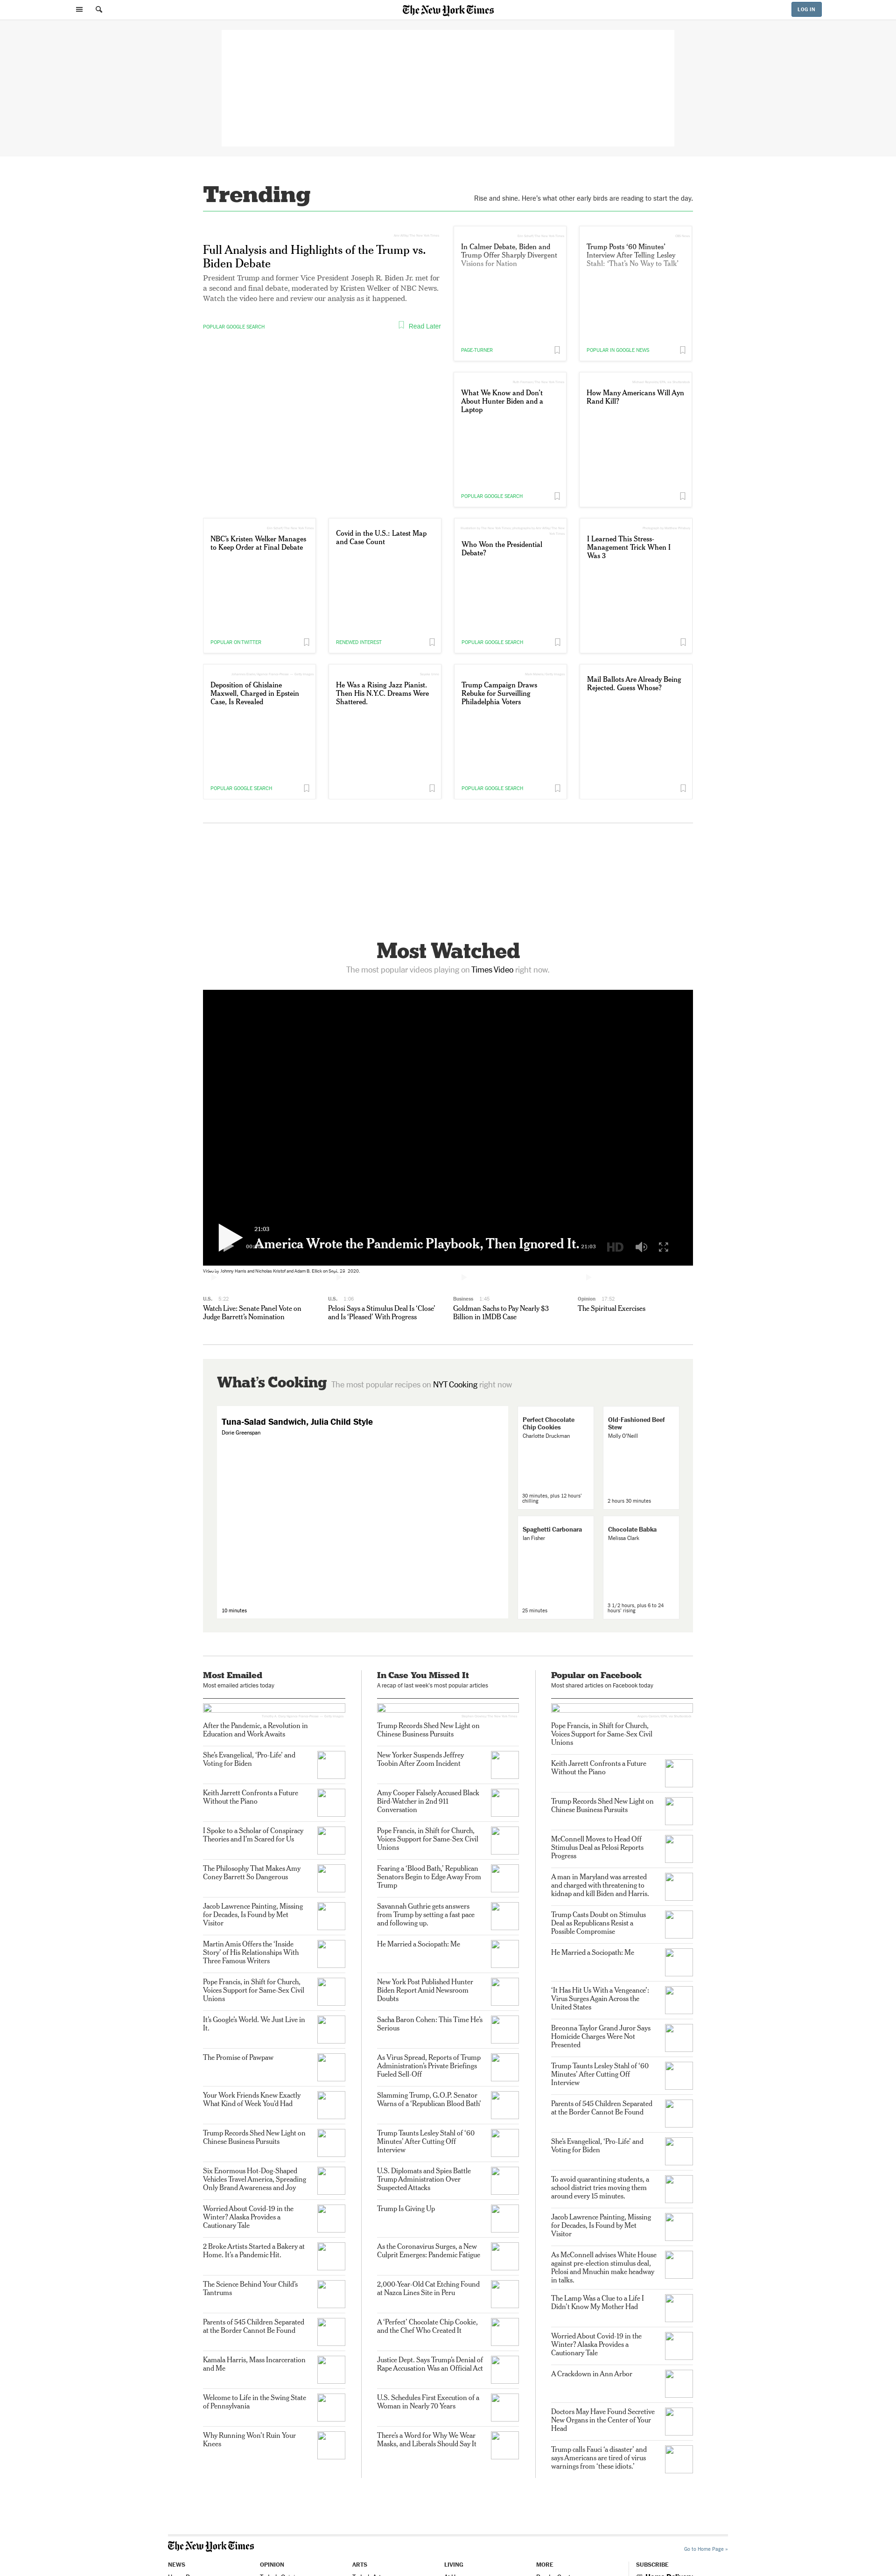 The New York Times
LOG IN
Trending
Rise and shine. Here's what other early birds are reading to start the day.
Full Analysis and Highlights of the Trump vs.
Biden Debate
President Trump and former Vice President Joseph R. Biden Jr. met for
a second and final debate, moderated by Kristen Welker of NBC News.
Watch the video here and review our analysis as it happened.
POPULAR GOOGLE SEARCH
Read Later
In Calmer Debate, Biden and
Trump Offer Sharply Divergent
Visions for Nation
PAGE-TURNER
Trump Posts '60 Minutes'
Interview After Telling Lesley
Stahl: 'That's No Way to Talk'
POPULAR IN GOOGLE NEWS
What We Know and Don't
About Hunter Biden and a
Laptop
POPULAR GOOGLE SEARCH
How Many Americans Will Ayn
Rand Kill?
NBC's Kristen Welker Manages
to Keep Order at Final Debate
POPULAR ON TWITTER
Covid in the U.S.: Latest Map
and Case Count
RENEWED INTEREST
Who Won the Presidential
Debate?
POPULAR GOOGLE SEARCH
I Learned This Stress-
Management Trick When I
Was 3
Deposition of Ghislaine
Maxwell, Charged in Epstein
Case, Is Revealed
POPULAR GOOGLE SEARCH
He Was a Rising Jazz Pianist.
Then His N.Y.C. Dreams Were
Shattered.
Trump Campaign Draws
Rebuke for Surveilling
Philadelphia Voters
POPULAR GOOGLE SEARCH
Mail Ballots Are Already Being
Rejected. Guess Whose?
Most Watched
The most popular videos playing on Times Video right now.
21:03
America Wrote the Pandemic Playbook, Then Ignored It.
21:03
HD
Johnny Harris and Nicholas Kristof and Adam B. Ellick on Sept. 29, 2020.
U.S. 5:32
Watch Live: Senate Panel Vote on
Judge Barrett's Nomination
U.S. 1:06
Pelosi Says a Stimulus Deal Is 'Close'
and Is 'Pleased' With Progress
Business 1:46
Goldman Sachs to Pay Nearly $3
Billion in 1MDB Case
Opinion 17:52
The Spiritual Exercises
What's Cooking
The most popular recipes on NYT Cooking right now
Tuna-Salad Sandwich, Julia Child Style
Dorie Greenspan
10 minutes
Perfect Chocolate
Chip Cookies
Charlotte Druckman
30 minutes, plus 12 hours'
chilling
Old-Fashioned Beef
Stew
Molly O'Neill
2 hours 30 minutes
Spaghetti Carbonara
Ian Fisher
25 minutes
Chocolate Babka
Melissa Clark
3 1/2 hours, plus 6 to 24
hours' rising
Most Emailed
Most emailed articles today
After the Pandemic, a Revolution in
Education and Work Awaits
She's Evangelical, 'Pro-Life' and
Voting for Biden
Keith Jarrett Confronts a Future
Without the Piano
I Spoke to a Scholar of Conspiracy
Theories and I'm Scared for Us
The Philosophy That Makes Amy
Coney Barrett So Dangerous
Jacob Lawrence Painting, Missing
for Decades, Is Found by Met
Visitor
Martin Amis Offers the 'Inside
Story' of His Relationships With
Three Famous Writers
Pope Francis, in Shift for Church,
Voices Support for Same-Sex Civil
Unions
It's Google's World. We Just Live in
It.
The Promise of Pawpaw
Your Work Friends Knew Exactly
What Kind of Week You'd Had
Trump Records Shed New Light on
Chinese Business Pursuits
Six Enormous Hot-Dog-Shaped
Vehicles Travel America, Spreading
Only Brand Awareness and Joy
Worried About Covid-19 in the
Winter? Alaska Provides a
Cautionary Tale
2 Broke Artists Started a Bakery at
Home. It's a Pandemic Hit.
The Science Behind Your Child's
Tantrums
Parents of 545 Children Separated
at the Border Cannot Be Found
Kamala Harris, Mass Incarceration
and Me
Welcome to Life in the Swing State
of Pennsylvania
Why Running Won't Ruin Your
Knees
In Case You Missed It
A recap of last week's most popular articles
Trump Records Shed New Light on
Chinese Business Pursuits
New Yorker Suspends Jeffrey
Toobin After Zoom Incident
Amy Cooper Falsely Accused Black
Bird-Watcher in 2nd 911
Conversation
Pope Francis, in Shift for Church,
Voices Support for Same-Sex Civil
Unions
Fearing a 'Blood Bath,' Republican
Senators Begin to Edge Away From
Trump
Savannah Guthrie gets answers
from Trump by setting a fast pace
and following up.
He Married a Sociopath: Me
New York Post Published Hunter
Biden Report Amid Newsroom
Doubts
Sacha Baron Cohen: This Time He's
Serious
As Virus Spread, Reports of Trump
Administration's Private Briefings
Fueled Sell-Off
Slamming Trump, G.O.P. Senator
Warns of a 'Republican Blood Bath'
Trump Taunts Lesley Stahl of '60
Minutes' After Cutting Off
Interview
U.S. Diplomats and Spies Battle
Trump Administration Over
Suspected Attacks
Trump Is Giving Up
As the Coronavirus Surges, a New
Culprit Emerges: Pandemic Fatigue
2,000-Year-Old Cat Etching Found
at Nazca Lines Site in Peru
A 'Perfect' Chocolate Chip Cookie,
and the Chef Who Created It
Justice Dept. Says Trump's Denial of
Rape Accusation Was an Official Act
U.S. Schedules First Execution of a
Woman in Nearly 70 Years
There's a Word for Why We Wear
Masks, and Liberals Should Say It
Popular on Facebook
Most shared articles on Facebook today
Pope Francis, in Shift for Church,
Voices Support for Same-Sex Civil
Unions
Keith Jarrett Confronts a Future
Without the Piano
Trump Records Shed New Light on
Chinese Business Pursuits
McConnell Moves to Head Off
Stimulus Deal as Pelosi Reports
Progress
A man in Maryland was arrested
and charged with threatening to
kidnap and kill Biden and Harris.
Trump Casts Doubt on Stimulus
Deal as Republicans Resist a
Possible Compromise
He Married a Sociopath: Me
'It Has Hit Us With a Vengeance':
Virus Surges Again Across the
United States
Breonna Taylor Grand Juror Says
Homicide Charges Were Not
Presented
Trump Taunts Lesley Stahl of '60
Minutes' After Cutting Off
Interview
Parents of 545 Children Separated
at the Border Cannot Be Found
She's Evangelical, 'Pro-Life' and
Voting for Biden
To avoid quarantining students, a
school district tries moving them
around every 15 minutes.
Jacob Lawrence Painting, Missing
for Decades, Is Found by Met
Visitor
As McConnell advises White House
against pre-election stimulus deal,
Pelosi and Mnuchin make headway
in talks.
The Lamp Was a Clue to a Life I
Didn't Know My Mother Had
Worried About Covid-19 in the
Winter? Alaska Provides a
Cautionary Tale
A Crackdown in Ann Arbor
Doctors May Have Found Secretive
New Organs in the Center of Your
Head
Trump calls Fauci 'a disaster' and
says Americans are tired of virus
warnings from 'these idiots.'
The New York Times
Go to Home Page »
NEWS
OPINION
ARTS
LIVING
MORE
SUBSCRIBE